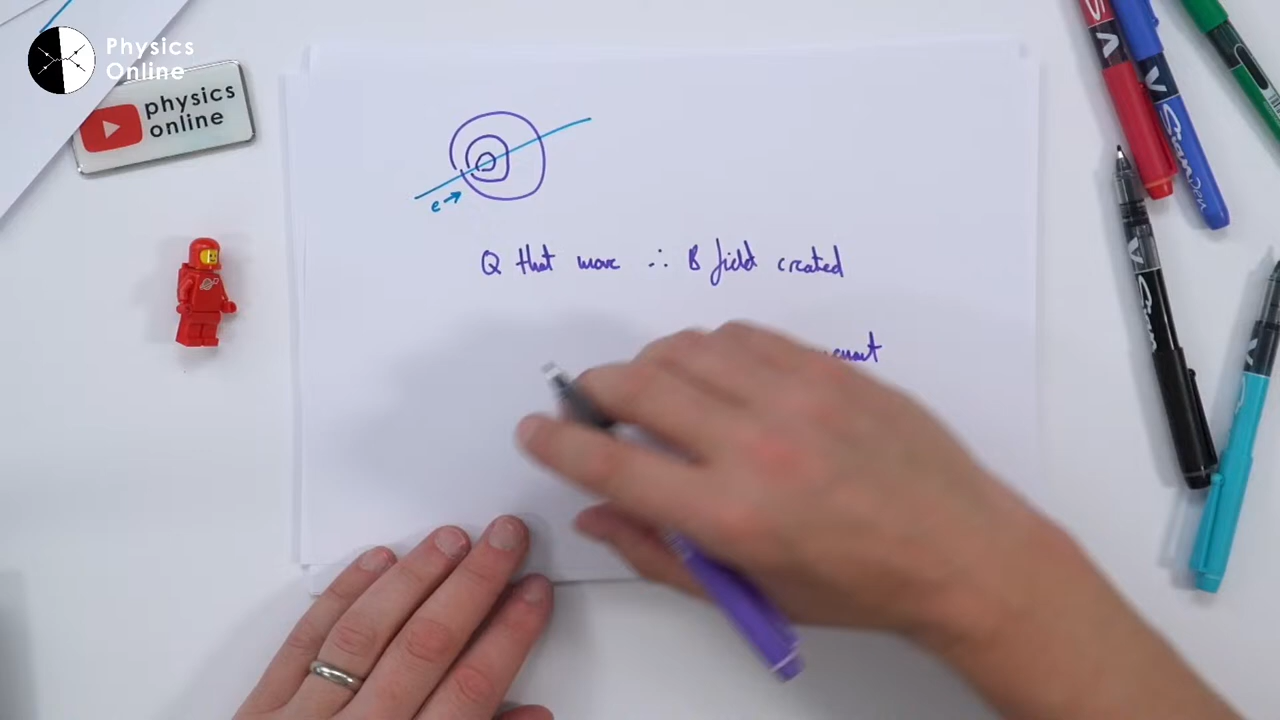 Physics
Online
physics
online
e →
Q that move ∴ B field created